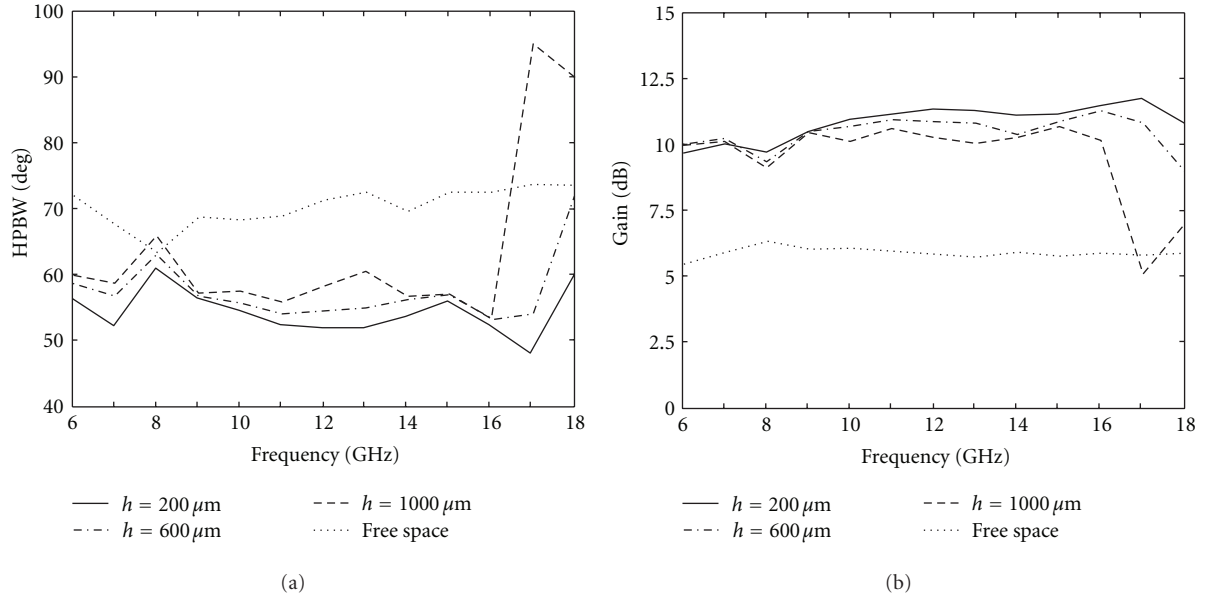 100
90
80
70
60
50
40
HPBW (deg)
6 8 10 12 14 16 18
Frequency (GHz)
h = 200 μm
h = 600 μm
h = 1000 μm
Free space
(a)
15
12.5
10
7.5
5
2.5
0
Gain (dB)
6 8 10 12 14 16 18
Frequency (GHz)
h = 200 μm
h = 600 μm
h = 1000 μm
Free space
(b)